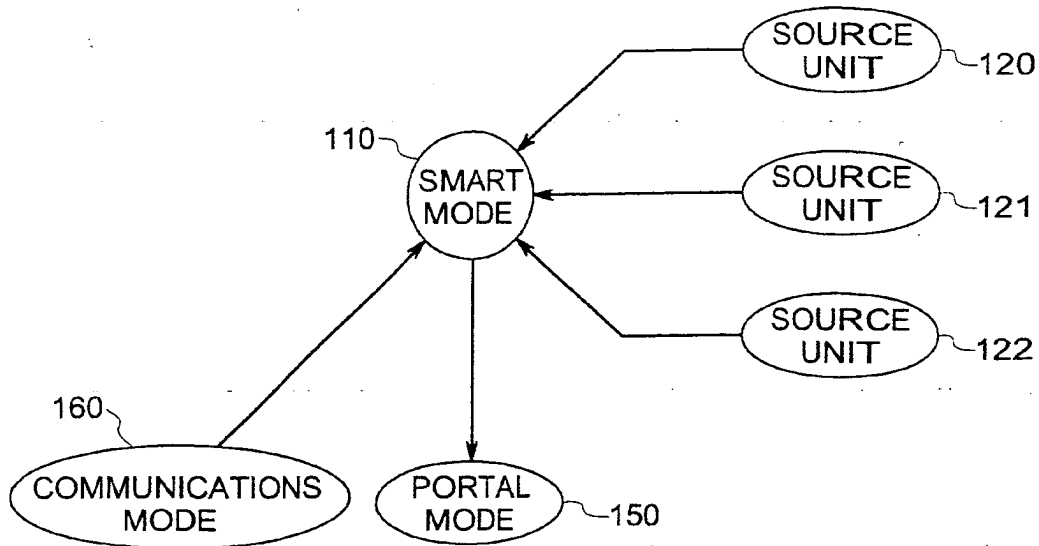 SOURCE
UNIT
120
110
SMART
MODE
SOURCE
UNIT
121
SOURCE
UNIT
122
160
COMMUNICATIONS
MODE
PORTAL
MODE
150